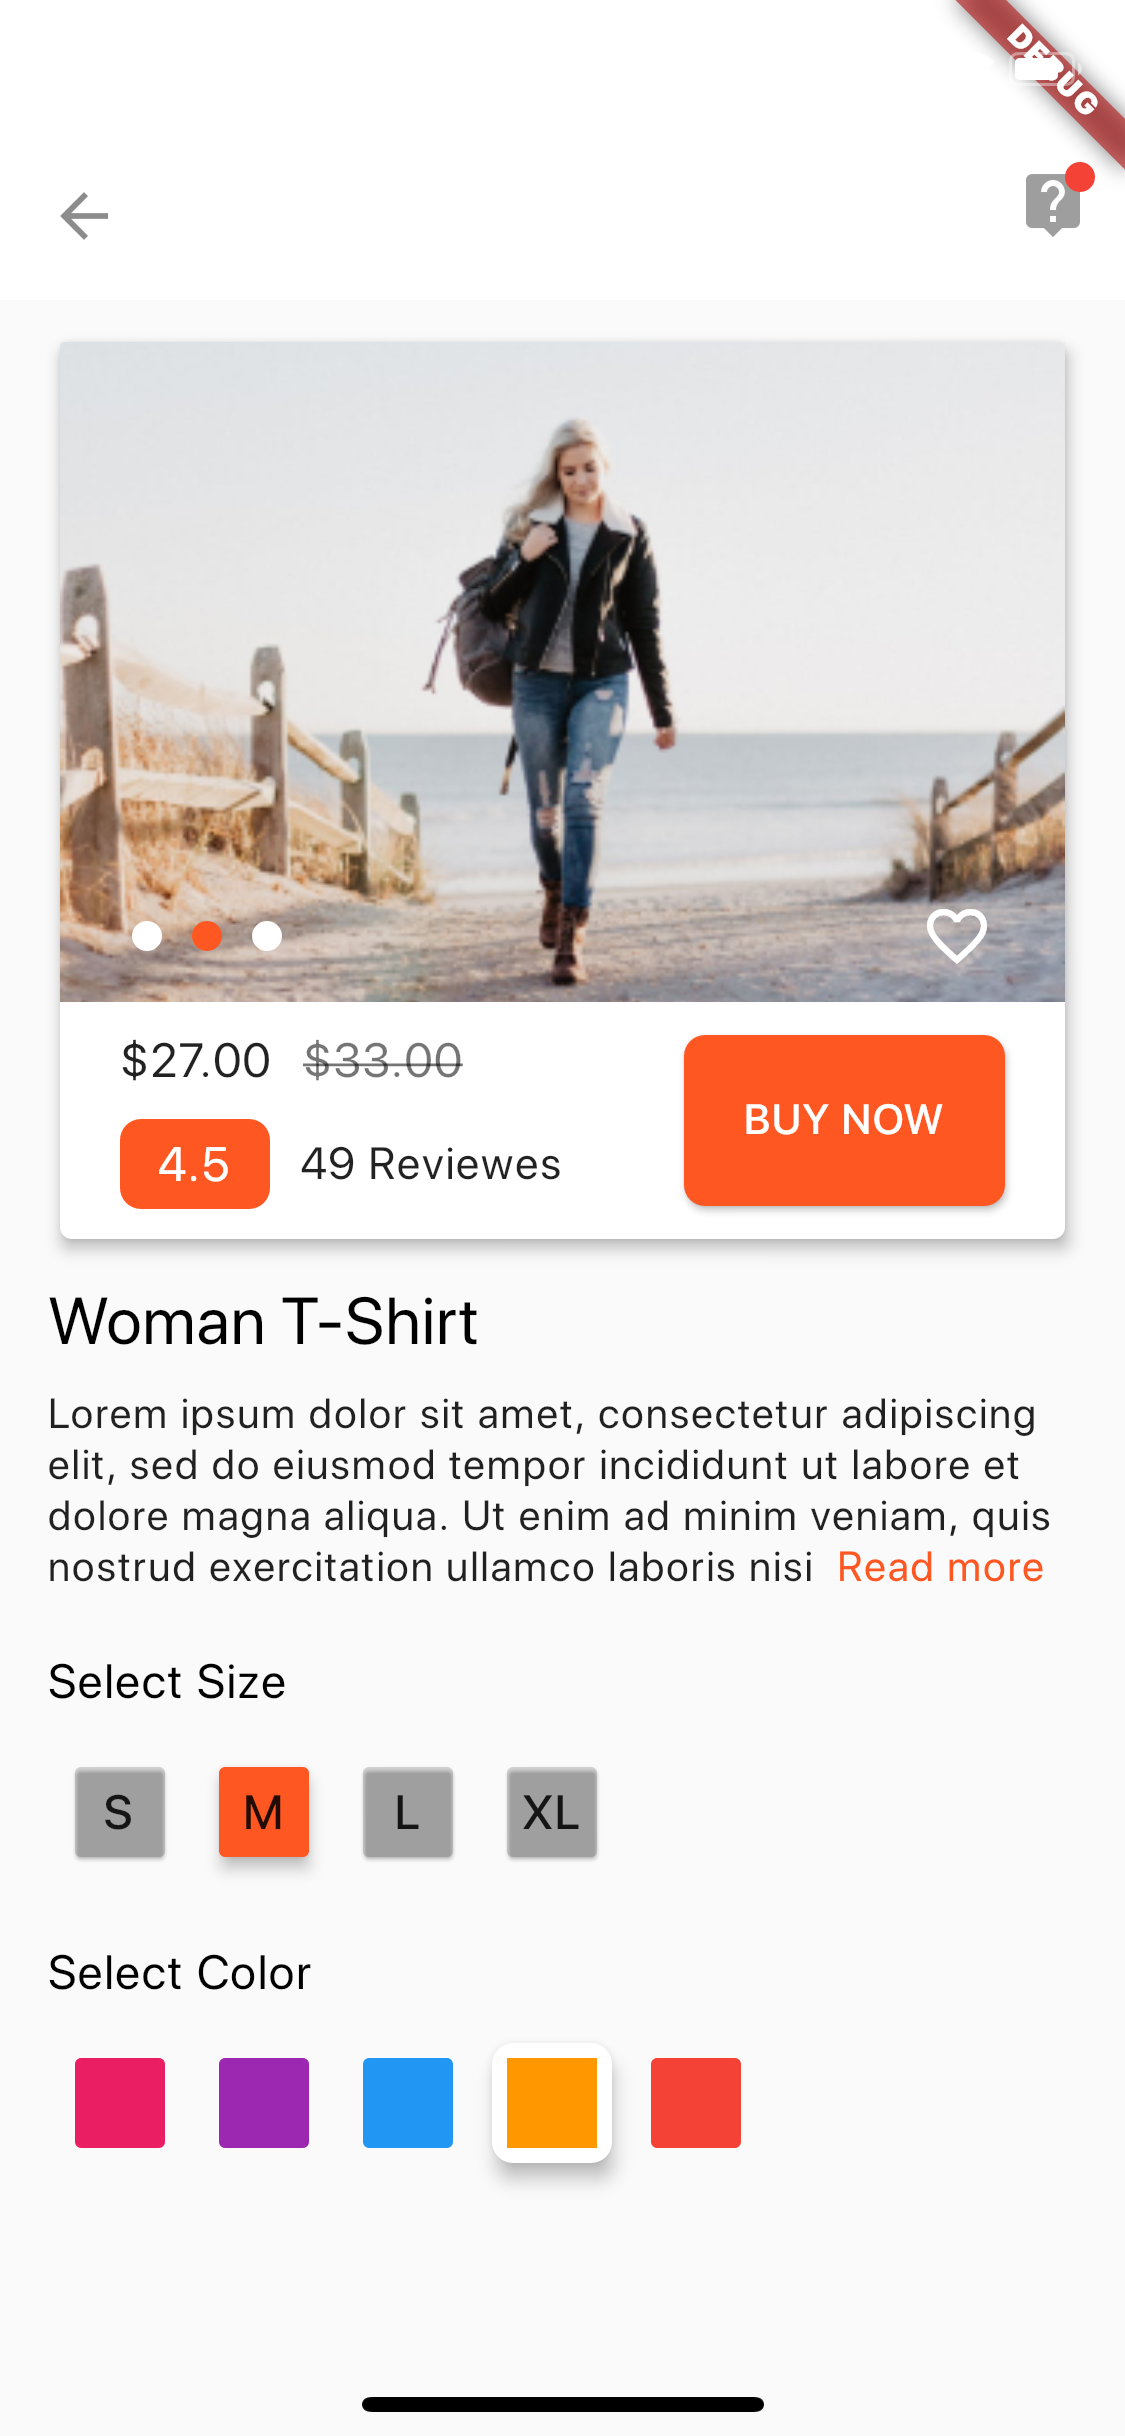 DEBUG
$27.00 $33.00
BUY NOW
4.5 49 Reviewes
Woman T-Shirt
Lorem ipsum dolor sit amet, consectetur adipiscing
elit, sed do eiusmod tempor incididunt ut labore et
dolore magna aliqua. Ut enim ad minim veniam, quis
nostrud exercitation ullamco laboris nisi Read more
Select Size
S M L XL
Select Color